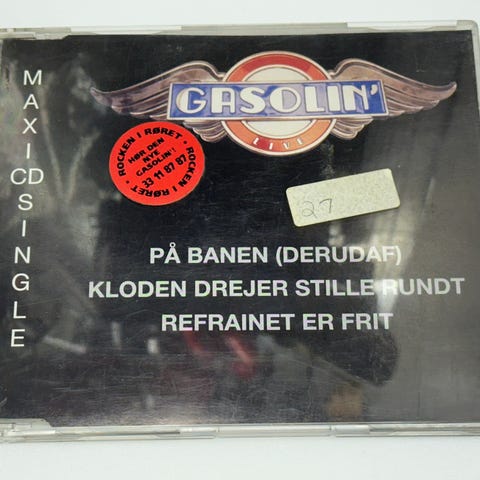 MAXI CD SINGLE
GASOLIN'
LIVE
• ROCKEN I RØRET • ROCKEN I RØRET
HØR DEN
NYE
GASOLIN'!
33 11 87 87
27
PÅ BANEN (DERUDAF)
KLODEN DREJER STILLE RUNDT
REFRAINET ER FRIT